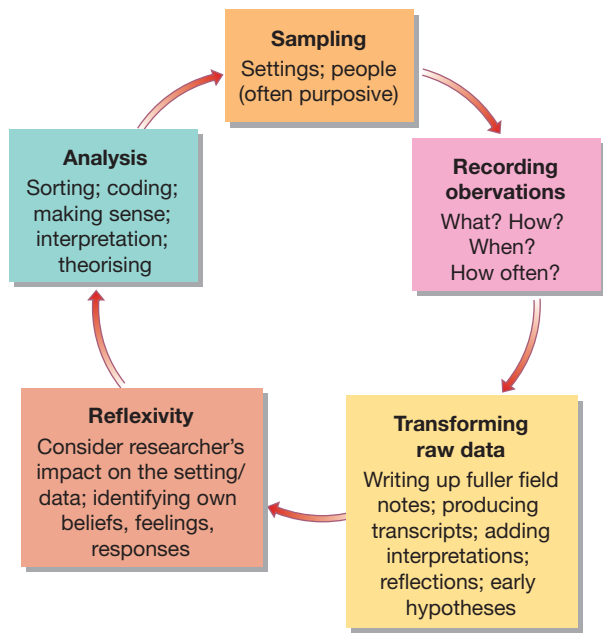 Sampling
Settings; people
(often purposive)
Recording
obervations
What? How?
When?
How often?
Transforming
raw data
Writing up fuller field
notes; producing
transcripts; adding
interpretations;
reflections; early
hypotheses
Reflexivity
Consider researcher’s
impact on the setting/
data; identifying own
beliefs, feelings,
responses
Analysis
Sorting; coding;
making sense;
interpretation;
theorising